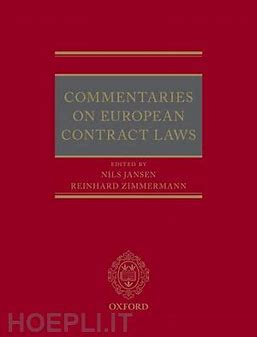 COMMENTARIES
ON EUROPEAN
CONTRACT LAWS
EDITED BY
NILS JANSEN
REINHARD ZIMMERMANN
OXFORD
HOEPLI.IT